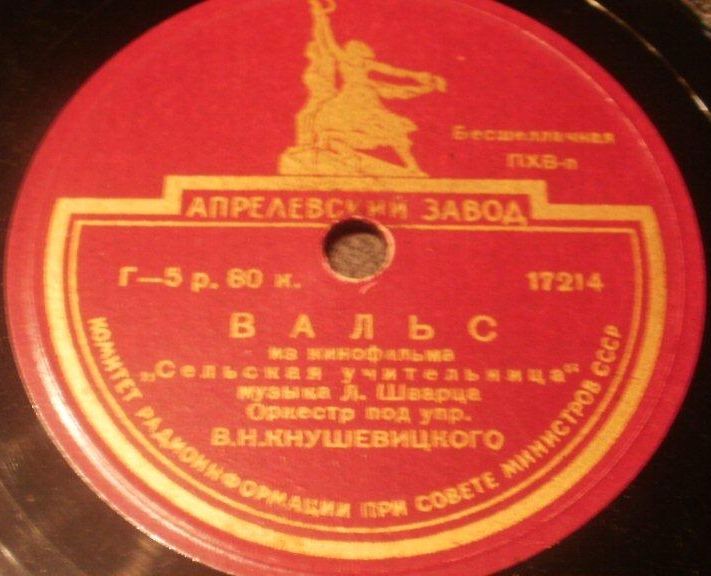 Бесшеллачная
ПХВ-п
АПРЕЛЕВСКИЙ ЗАВОД
Г—5 р. 80 к.
17214
ВАЛЬС
из кинофильма
„Сельская учительница“
музыка Л. Шварца
Оркестр под упр.
В.Н.КНУШЕВИЦКОГО
КОМИТЕТ РАДИОИНФОРМАЦИИ ПРИ СОВЕТЕ МИНИСТРОВ СССР